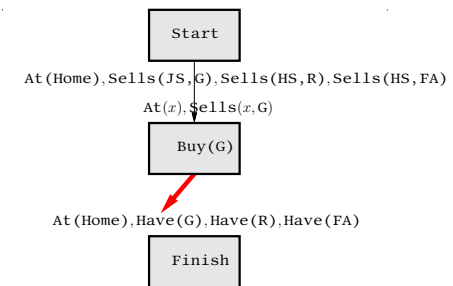 Start
At(Home),Sells(JS,G),Sells(HS,R),Sells(HS,FA)
At(x),Sells(x,G)
Buy(G)
At(Home),Have(G),Have(R),Have(FA)
Finish